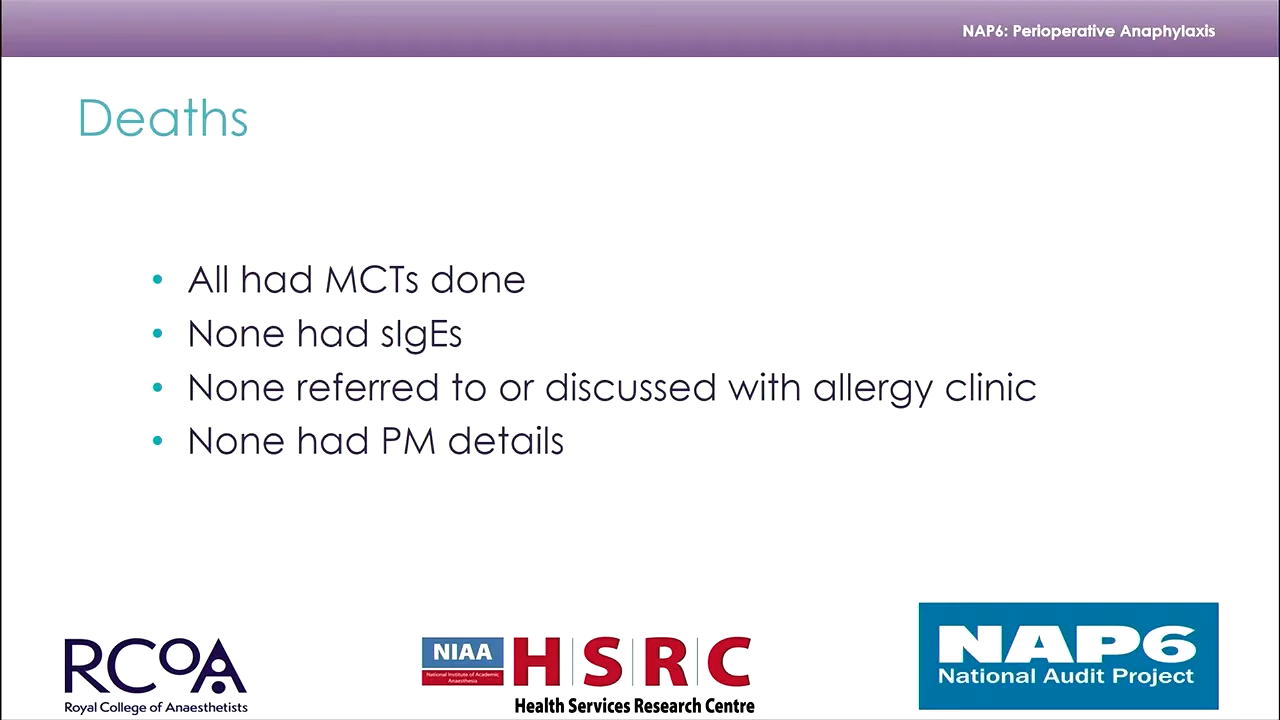 NAP6: Perioperative Anaphylaxis
Deaths
• All had MCTs done
• None had sIgEs
• None referred to or discussed with allergy clinic
• None had PM details
RCOA
Royal College of Anaesthetists
NIAA
National Institute of Academic
Anaesthesia
HSRC
Health Services Research Centre
NAP6
National Audit Project